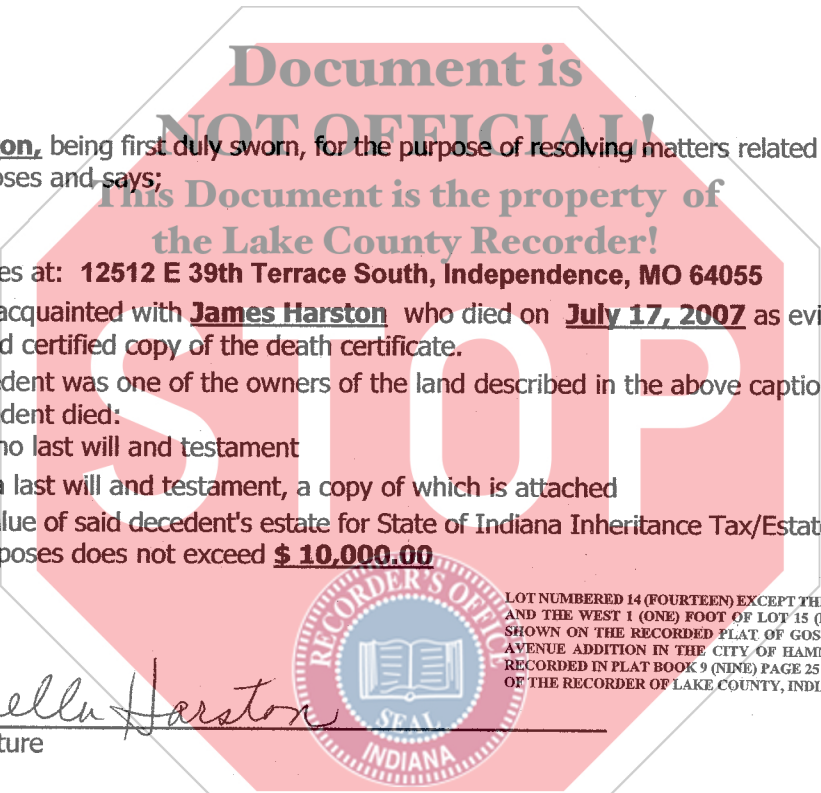 Document is
NOT OFFICIAL!
on, being first duly sworn, for the purpose of resolving matters related
oses and says;
This Document is the property of
the Lake County Recorder!
es at: 12512 E 39th Terrace South, Independence, MO 64055
acquainted with James Harston who died on July 17, 2007 as evi
d certified copy of the death certificate.
dent was one of the owners of the land described in the above captio
dent died:
no last will and testament
a last will and testament, a copy of which is attached
lue of said decedent's estate for State of Indiana Inheritance Tax/Estat
poses does not exceed $ 10,000.00
STOP
LOT NUMBERED 14 (FOURTEEN) EXCEPT TH
AND THE WEST 1 (ONE) FOOT OF LOT 15 (
SHOWN ON THE RECORDED PLAT OF GOS
AVENUE ADDITION IN THE CITY OF HAM
RECORDED IN PLAT BOOK 9 (NINE) PAGE 25
OF THE RECORDER OF LAKE COUNTY, INDI
RECORDER'S OFFICE
SEAL
INDIANA
ella Harston
ture